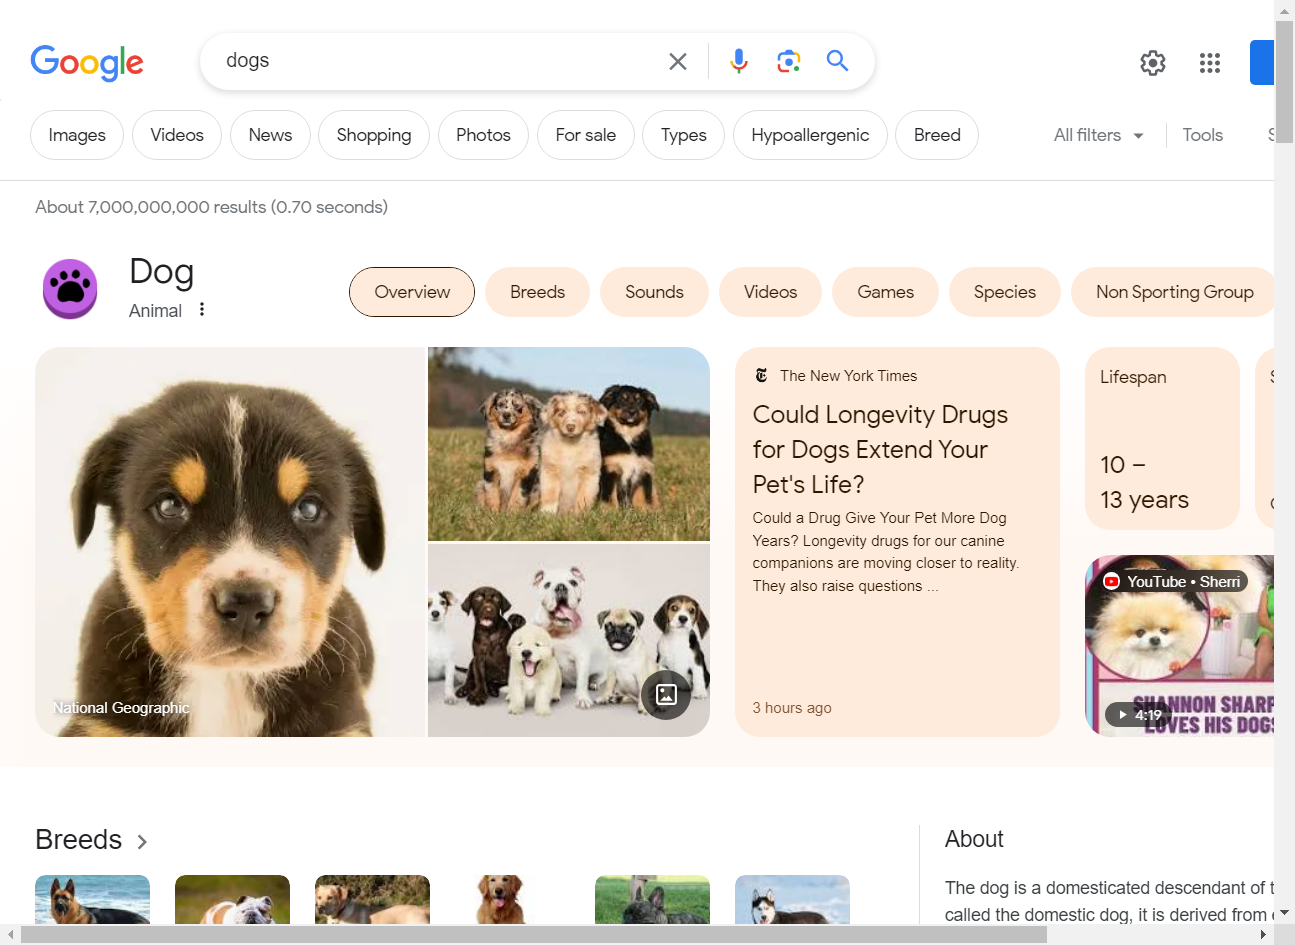 Google
dogs
Images
Videos
News
Shopping
Photos
For sale
Types
Hypoallergenic
Breed
All filters
Tools
About 7,000,000,000 results (0.70 seconds)
Dog
Animal
Overview
Breeds
Sounds
Videos
Games
Species
Non Sporting Group
National Geographic
The New York Times
Could Longevity Drugs
for Dogs Extend Your
Pet's Life?
Could a Drug Give Your Pet More Dog
Years? Longevity drugs for our canine
companions are moving closer to reality.
They also raise questions ...
3 hours ago
Lifespan
10 –
13 years
YouTube • Sherri
SHANNON SHARP
LOVES HIS DOGS
4:19
Breeds
About
The dog is a domesticated descendant of
called the domestic dog, it is derived from